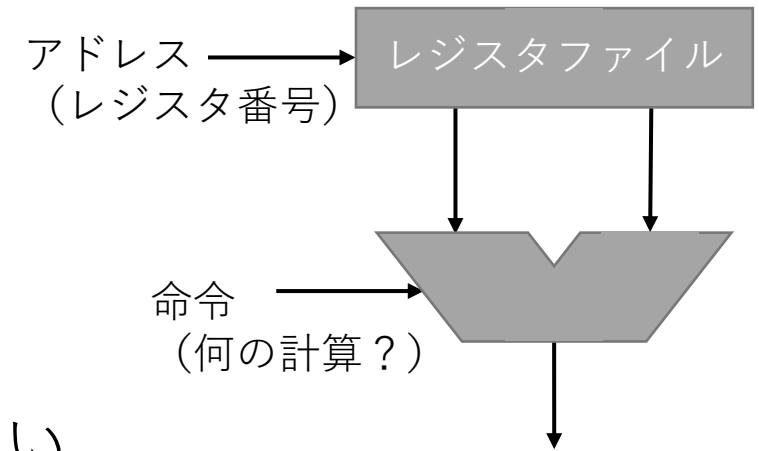 アドレス
レジスタファイル
（レジスタ番号）
命令
（何の計算？）
い